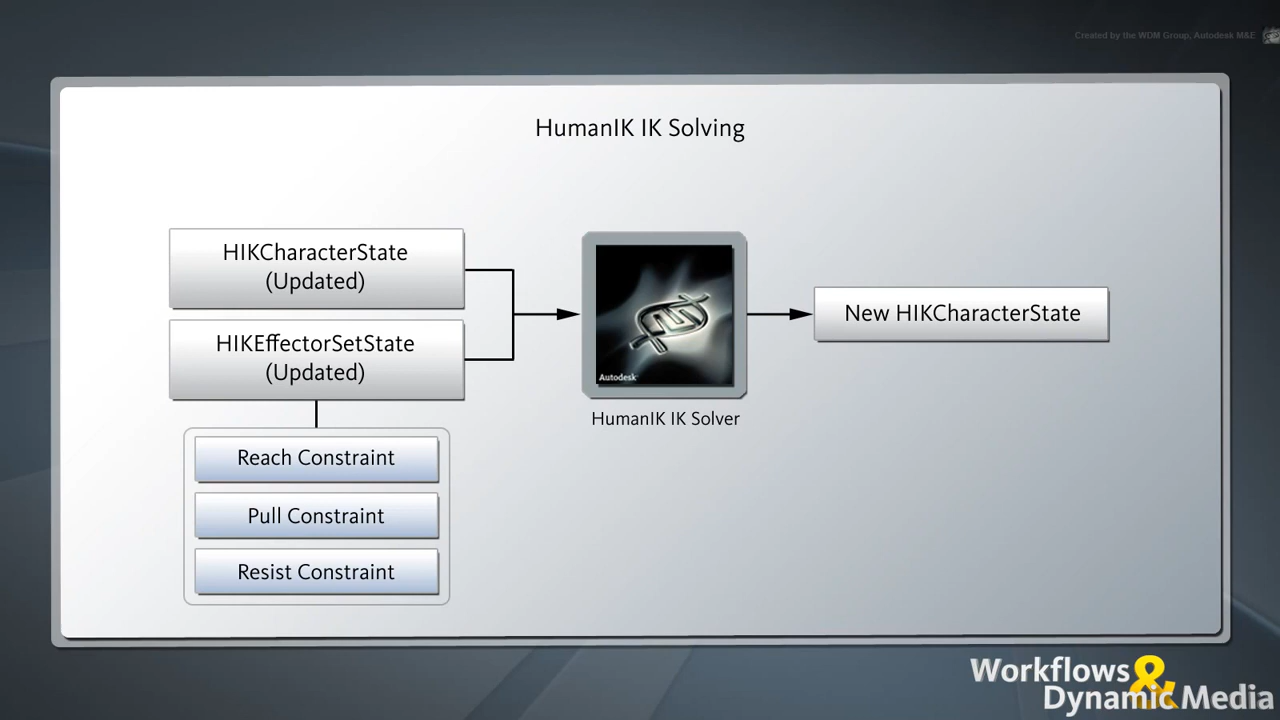 Created by the WDM Group, Autodesk M&E
HumanIK IK Solving
HIKCharacterState
(Updated)
HIKEffectorSetState
(Updated)
Reach Constraint
Pull Constraint
Resist Constraint
Autodesk
HumanIK IK Solver
New HIKCharacterState
Workflows &
Dynamic Media